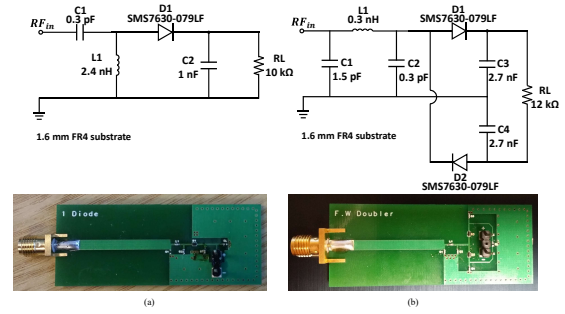 RFin
C1
0.3 pF
D1
SMS7630-079LF
L1
2.4 nH
C2
1 nF
RL
10 kΩ
1.6 mm FR4 substrate
RFin
L1
0.3 nH
D1
SMS7630-079LF
C1
1.5 pF
C2
0.3 pF
C3
2.7 nF
RL
12 kΩ
C4
2.7 nF
1.6 mm FR4 substrate
D2
SMS7630-079LF
1 Diode
F.W Doubler
(a)
(b)